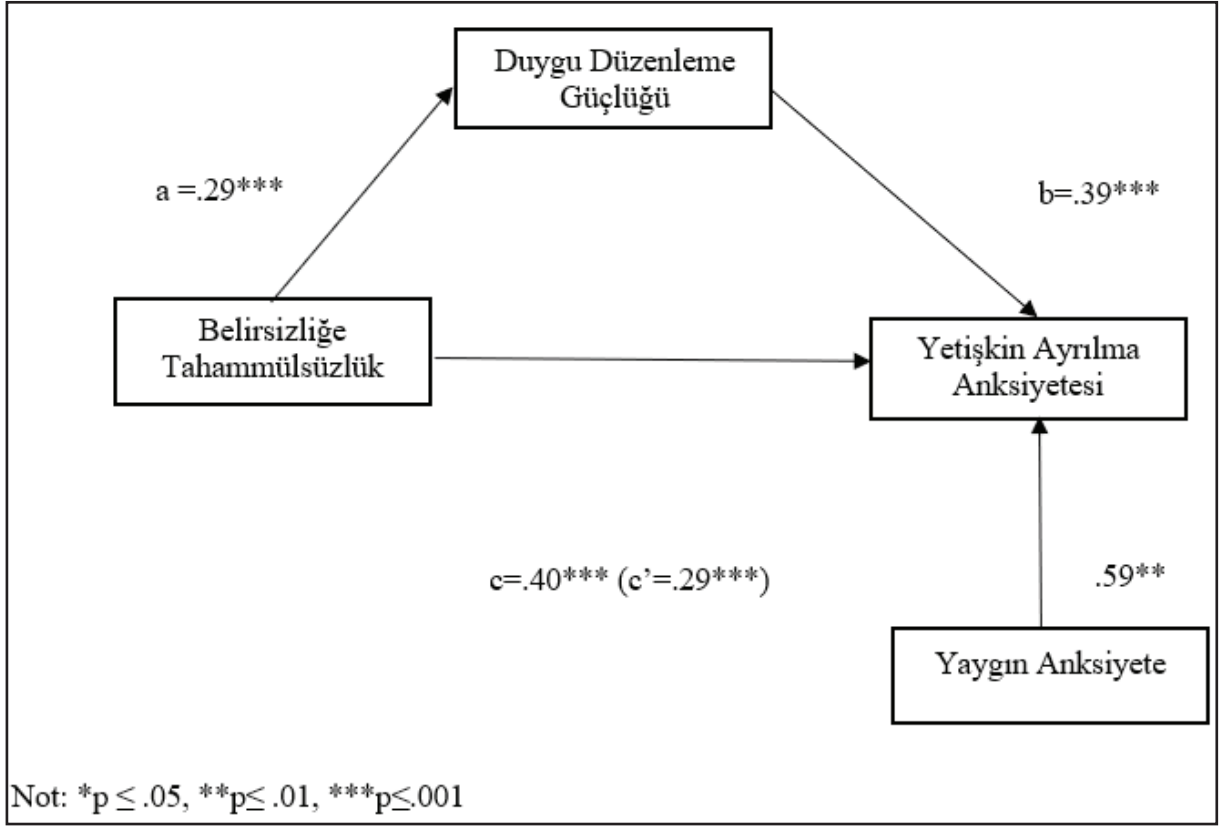 Duygu Düzenleme
Güçlüğü
a =.29***
b=.39***
Belirsizliğe
Tahammülsüzlük
Yetişkin Ayrılma
Anksiyetesi
c=.40*** (c’=.29***)
.59**
Yaygın Anksiyete
Not: *p ≤ .05, **p≤ .01, ***p≤.001